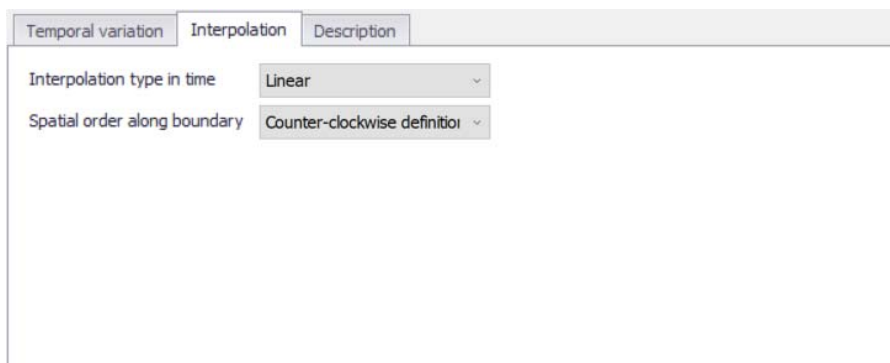 Temporal variation Interpolation Description
Interpolation type in time Linear
Spatial order along boundary Counter-clockwise definitio